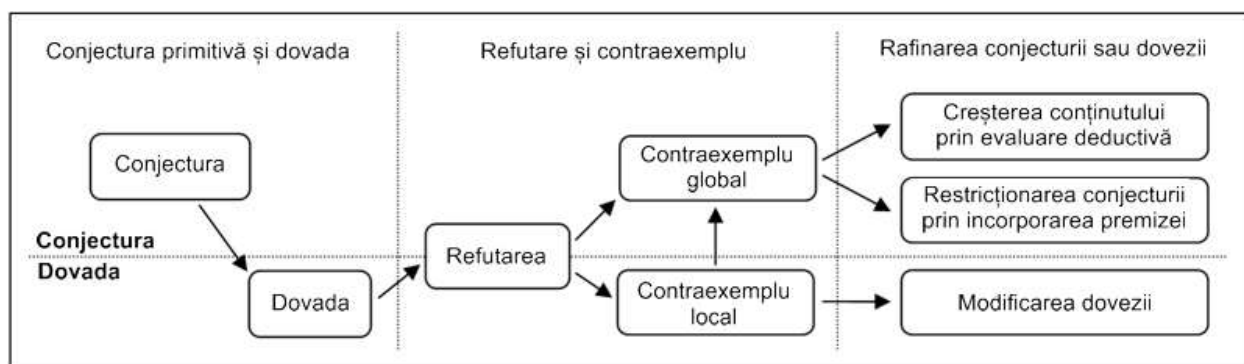 Conjectura primitivă și dovada
Refutare și contraexemplu
Rafinarea conjecturii sau dovezii
Conjectura
Dovada
Conjectura
Dovada
Refutarea
Contraexemplu
global
Contraexemplu
local
Creșterea conținutului
prin evaluare deductivă
Restricționarea conjecturii
prin incorporarea premizei
Modificarea dovezii